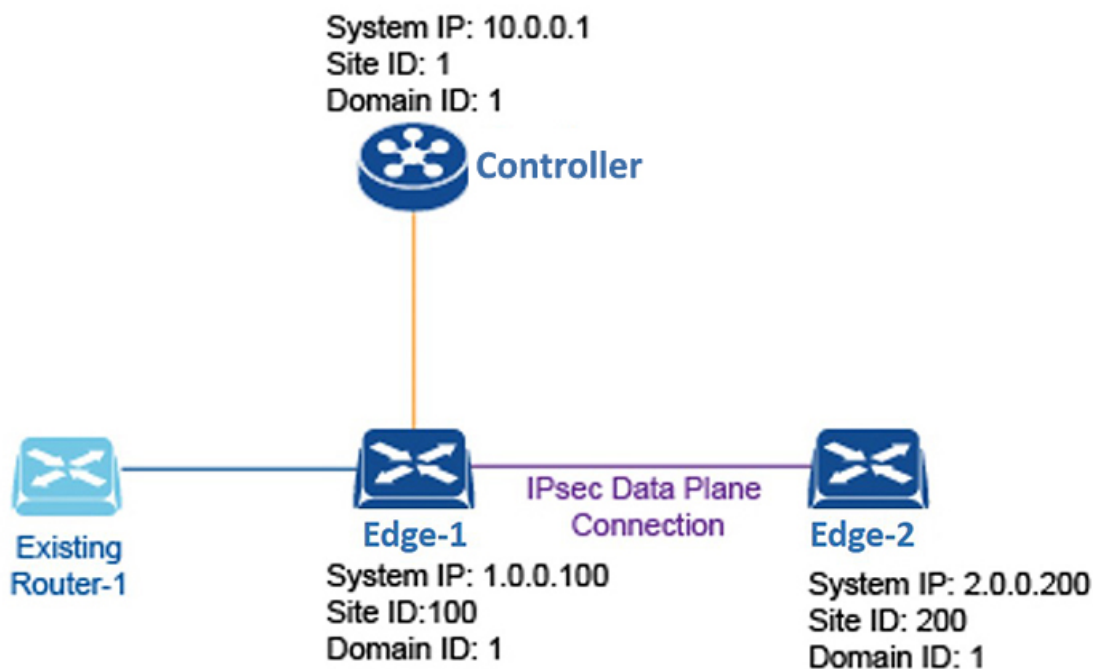 System IP: 10.0.0.1
Site ID: 1
Domain ID: 1
Controller
IPsec Data Plane
Connection
Existing
Router-1
Edge-1
System IP: 1.0.0.100
Site ID:100
Domain ID: 1
Edge-2
System IP: 2.0.0.200
Site ID: 200
Domain ID: 1